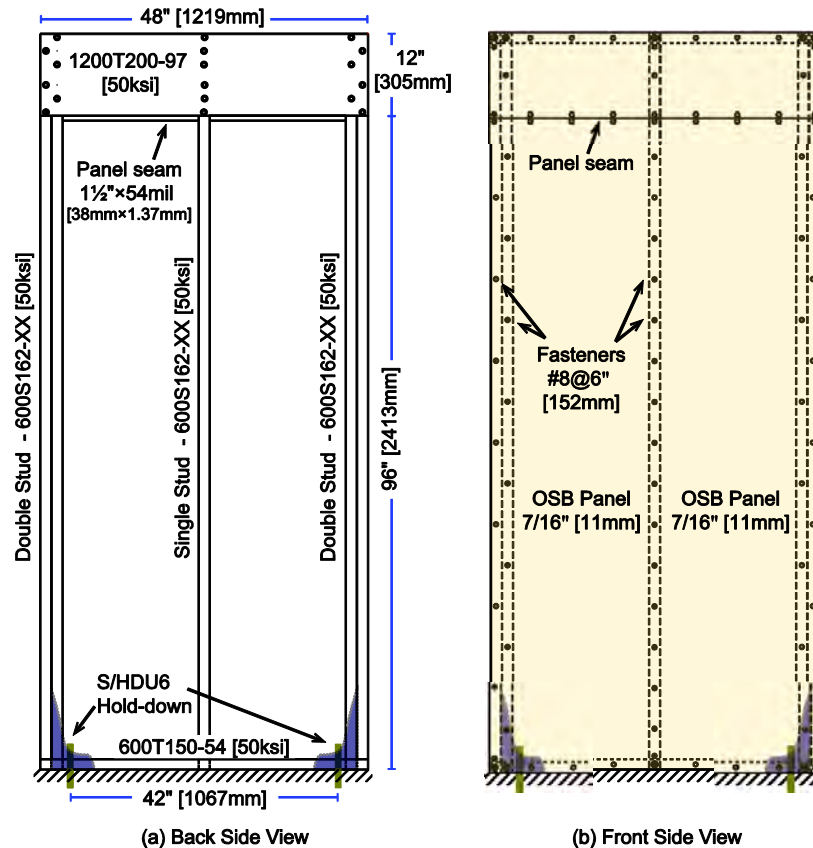 48" [1219mm]
1200T200-97
[50ksi]
12"
[305mm]
Panel seam
1½"×54mil
[38mm×1.37mm]
Double Stud - 600S162-XX [50ksi]
Single Stud - 600S162-XX [50ksi]
Double Stud - 600S162-XX [50ksi]
96" [2413mm]
S/HDU6
Hold-down
600T150-54 [50ksi]
42" [1067mm]
(a) Back Side View
Panel seam
Fasteners
#8@6"
[152mm]
OSB Panel
7/16" [11mm]
OSB Panel
7/16" [11mm]
(b) Front Side View